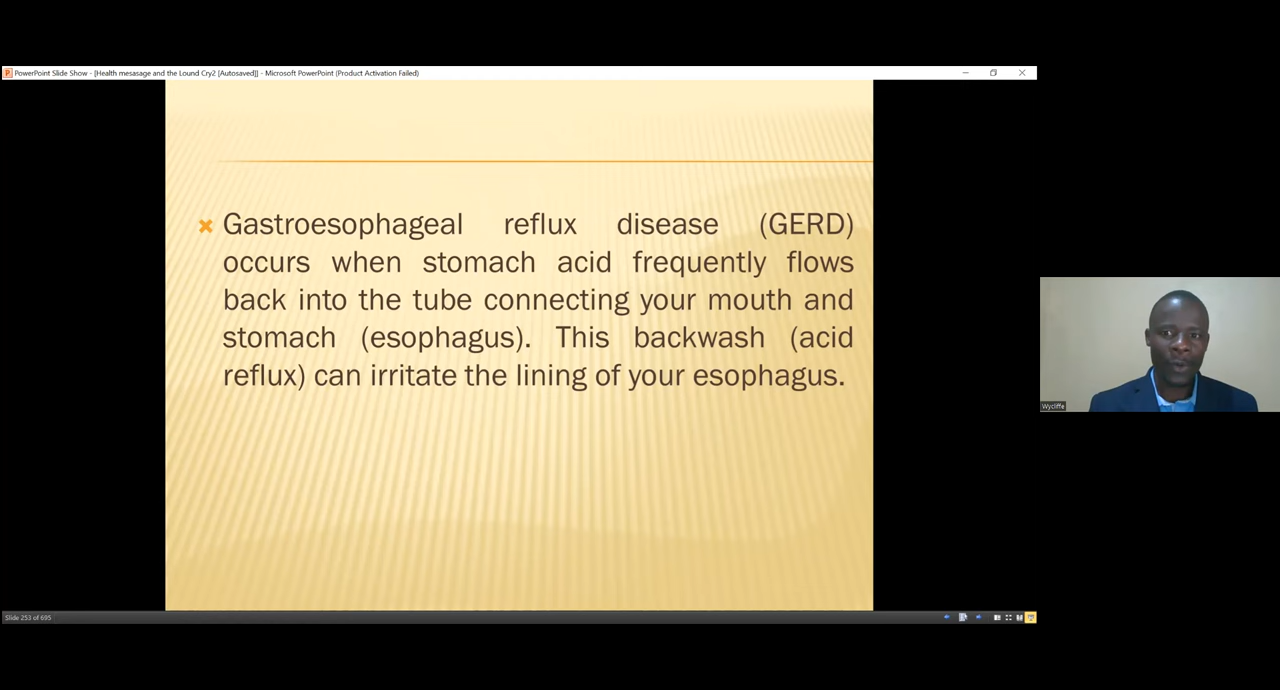 PowerPoint Slide Show - [Health mesasage and the Lound Cry2 [Autosaved]] - Microsoft PowerPoint (Product Activation Failed)
Gastroesophageal reflux disease (GERD)
occurs when stomach acid frequently flows
back into the tube connecting your mouth and
stomach (esophagus). This backwash (acid
reflux) can irritate the lining of your esophagus.
Wycliffe
Slide 253 of 695